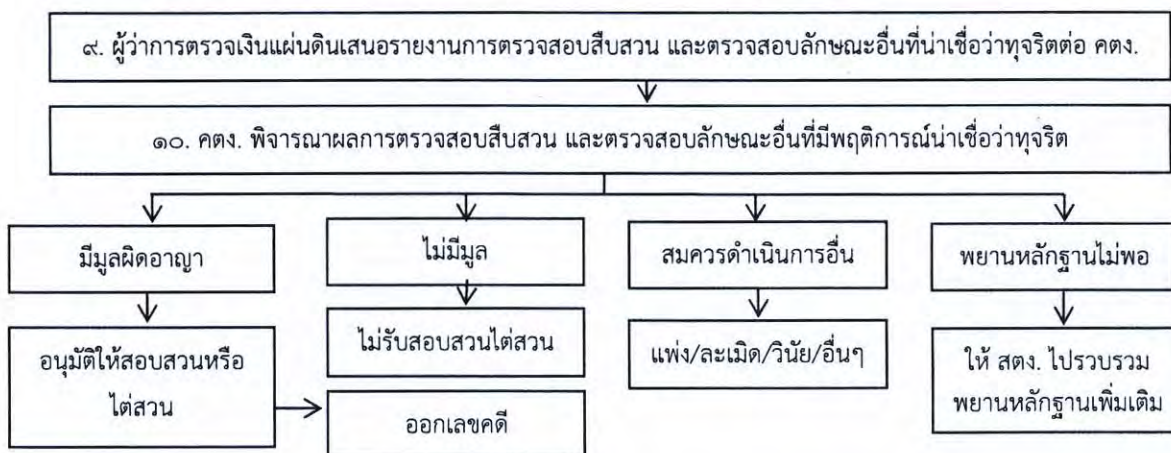 ๙. ผู้ว่าการตรวจเงินแผ่นดินเสนอรายงานการตรวจสอบสืบสวน และตรวจสอบลักษณะอื่นที่น่าเชื่อว่าทุจริตต่อ คตง.
๑๐. คตง. พิจารณาผลการตรวจสอบสืบสวน และตรวจสอบลักษณะอื่นที่มีพฤติการณ์น่าเชื่อว่าทุจริต
มีมูลผิดอาญา
ไม่มีมูล
สมควรดำเนินการอื่น
พยานหลักฐานไม่พอ
อนุมัติให้สอบสวนหรือ
ไต่สวน
ไม่รับสอบสวนไต่สวน
ออกเลขคดี
แพ่ง/ละเมิด/วินัย/อื่นๆ
ให้ สตง. ไปรวบรวม
พยานหลักฐานเพิ่มเติม